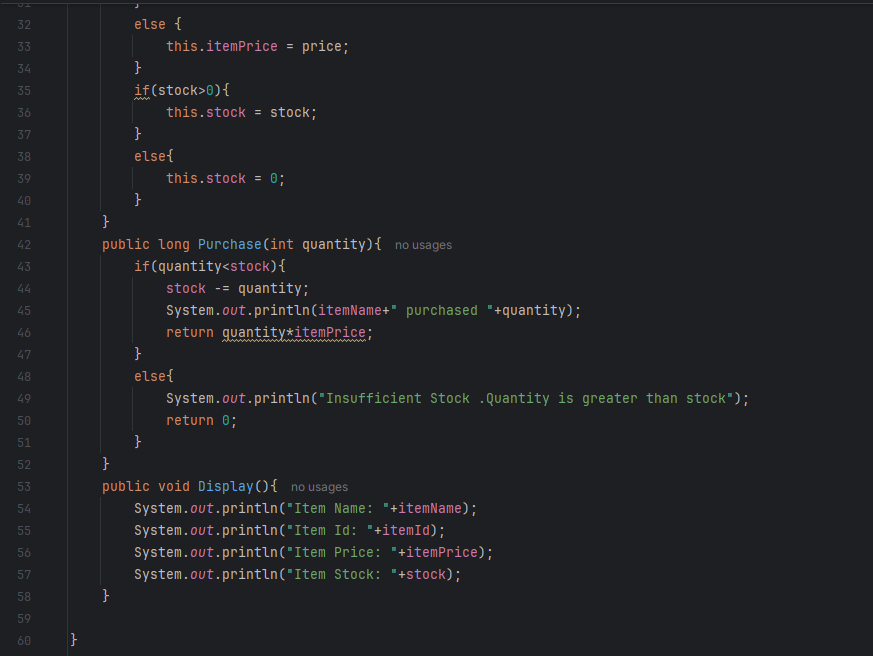 31 }
32 else {
33 this.itemPrice = price;
34 }
35 if(stock>0){
36 this.stock = stock;
37 }
38 else{
39 this.stock = 0;
40 }
41 }
42 public long Purchase(int quantity){ no usages
43 if(quantity<stock){
44 stock -= quantity;
45 System.out.println(itemName+" purchased "+quantity);
46 return quantity*itemPrice;
47 }
48 else{
49 System.out.println("Insufficient Stock .Quantity is greater than stock");
50 return 0;
51 }
52 }
53 public void Display(){ no usages
54 System.out.println("Item Name: "+itemName);
55 System.out.println("Item Id: "+itemId);
56 System.out.println("Item Price: "+itemPrice);
57 System.out.println("Item Stock: "+stock);
58 }
59
60 }